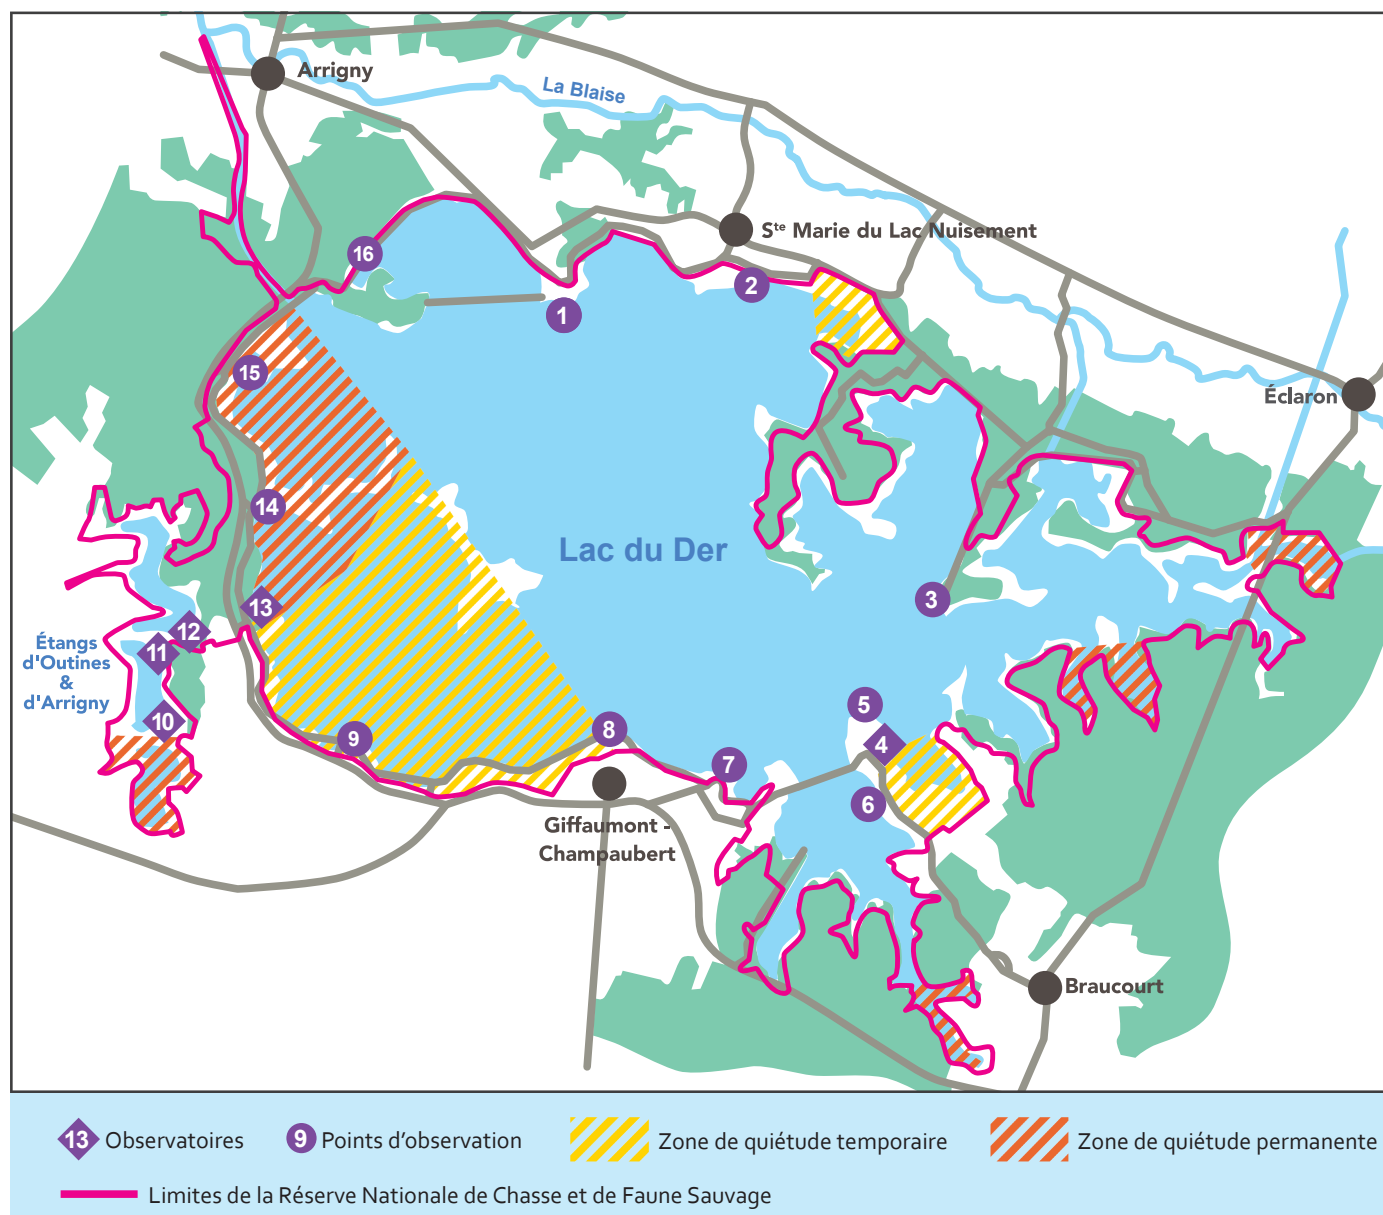 Arrigny
La Blaise
Ste Marie du Lac Nuisement
16
2
1
15
Éclaron
14
Lac du Der
3
13
12
Étangs
d'Outines
&
d'Arrigny
11
10
5
8
9
4
7
6
Giffaumont -
Champaubert
Braucourt
13 Observatoires
9 Points d'observation
Zone de quiétude temporaire
Zone de quiétude permanente
Limites de la Réserve Nationale de Chasse et de Faune Sauvage